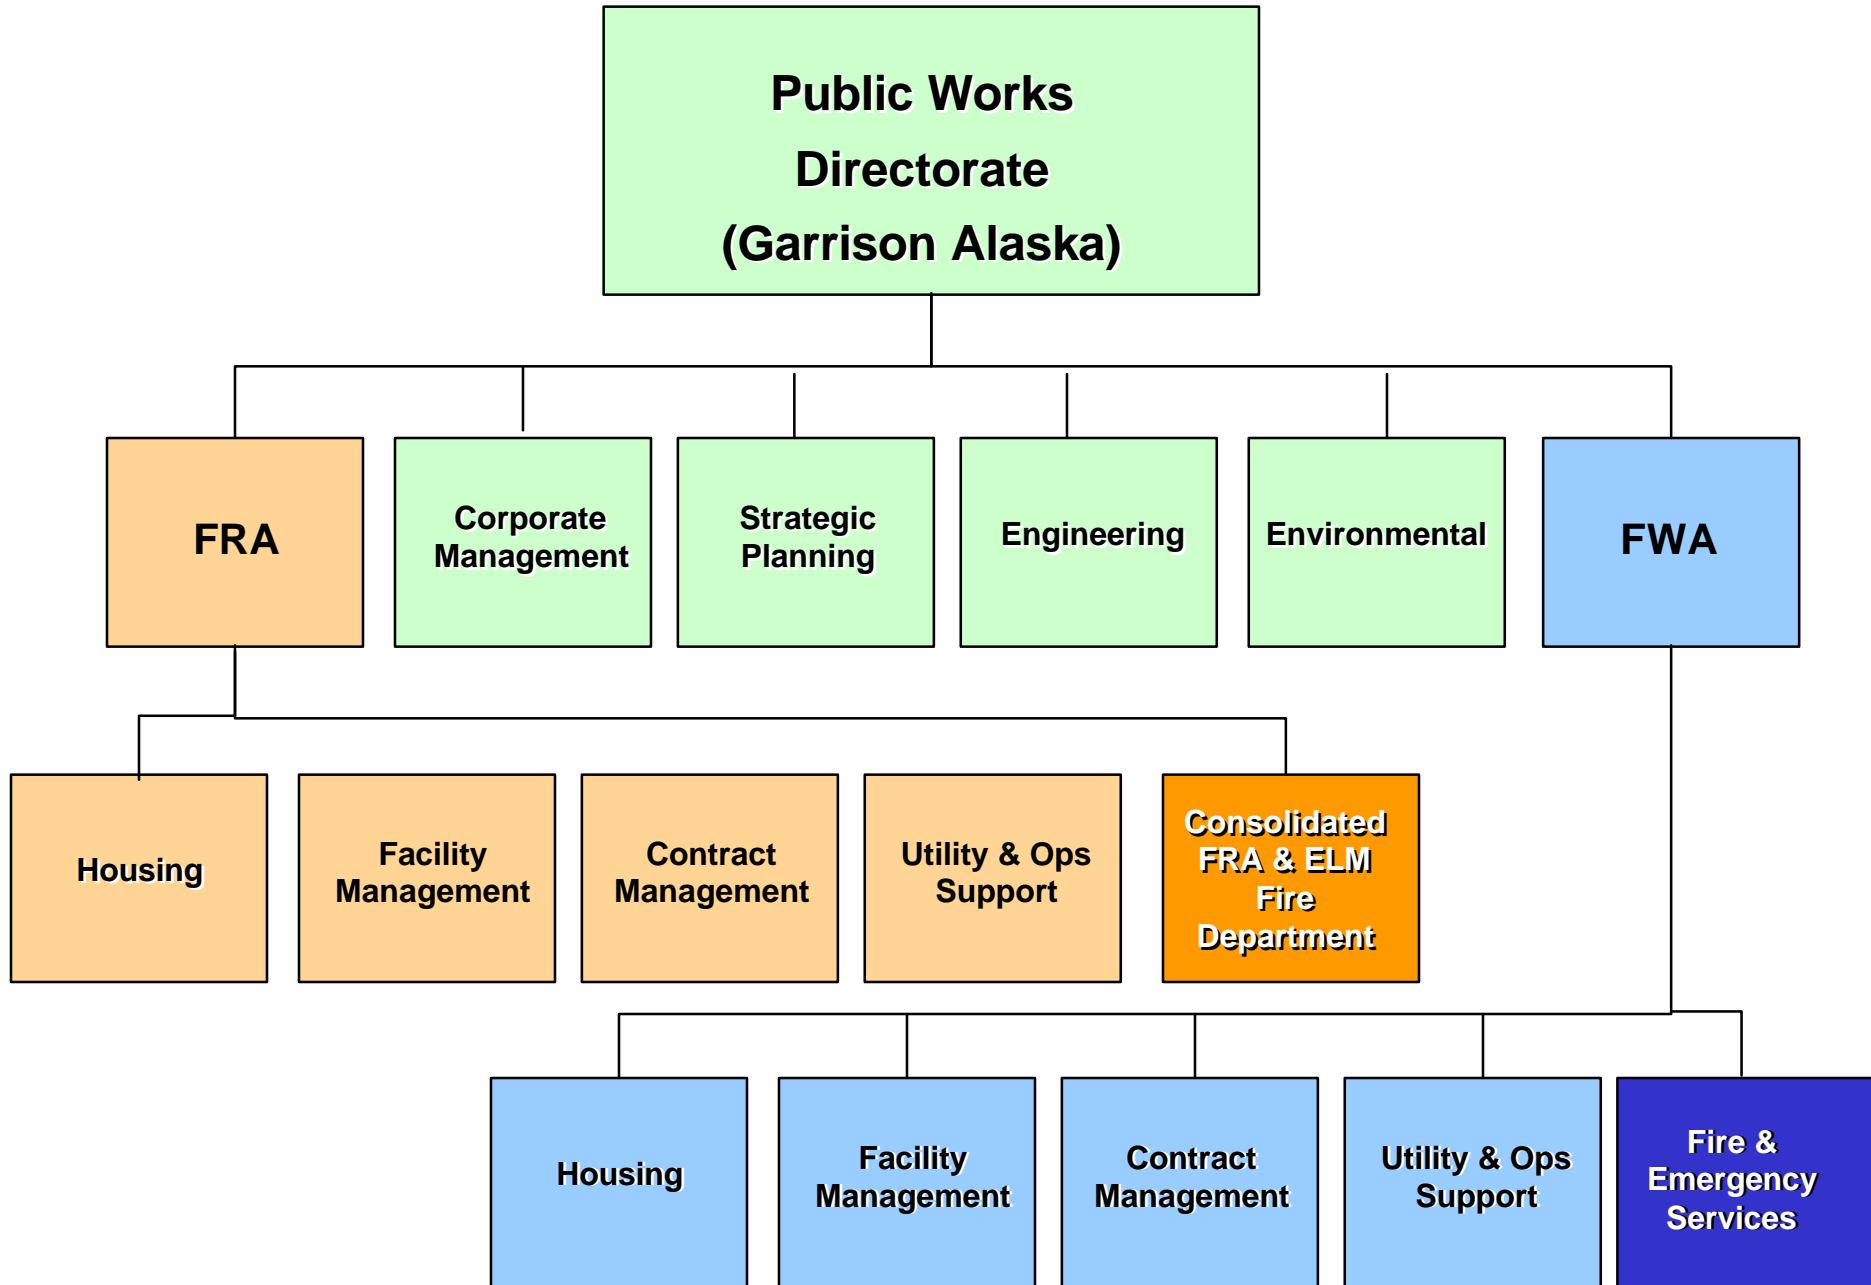 Public Works
Directorate
(Garrison Alaska)
FRA
Corporate
Management
Strategic
Planning
Engineering
Environmental
FWA
Housing
Facility
Management
Contract
Management
Utility & Ops
Support
Consolidated
FRA & ELM
Fire
Department
Housing
Facility
Management
Contract
Management
Utility & Ops
Support
Fire &
Emergency
Services